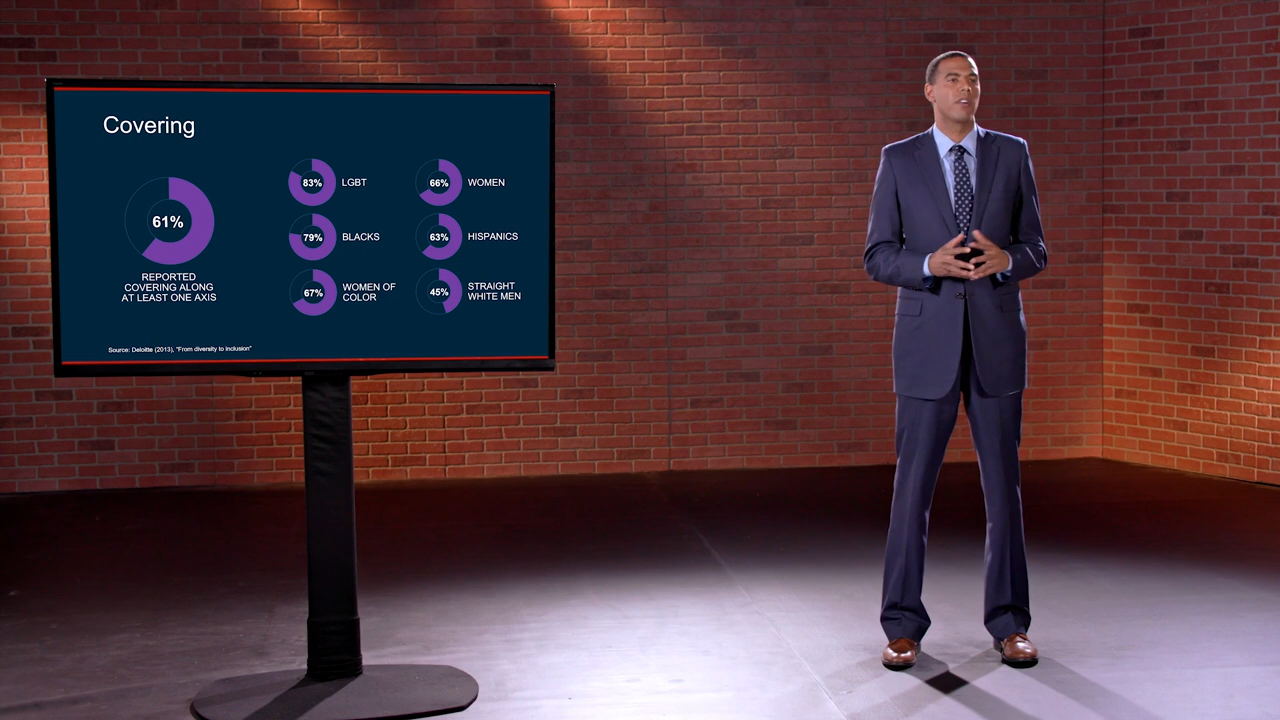 Covering
61%
REPORTED
COVERING ALONG
AT LEAST ONE AXIS
83%
LGBT
66%
WOMEN
79%
BLACKS
63%
HISPANICS
67%
WOMEN OF
COLOR
45%
STRAIGHT
WHITE MEN
Source: Deloitte (2013), "From diversity to inclusion"